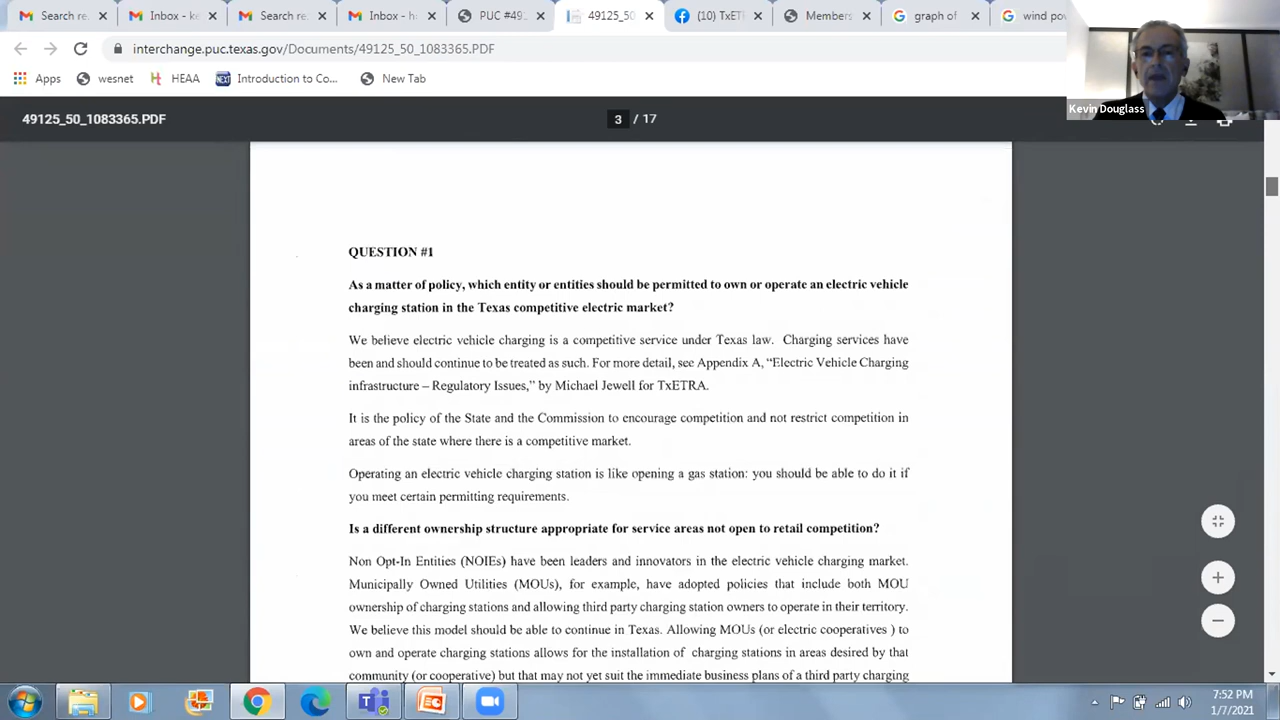 Search re
Inbox - k
Search re
Inbox - h
PUC #49
49125_50
(10) TxET
Members
graph of
wind po
interchange.puc.texas.gov/Documents/49125_50_1083365.PDF
Apps
wesnet
HEAA
Introduction to Co...
New Tab
Kevin Douglass
49125_50_1083365.PDF
3 / 17
QUESTION #1
As a matter of policy, which entity or entities should be permitted to own or operate an electric vehicle
charging station in the Texas competitive electric market?
We believe electric vehicle charging is a competitive service under Texas law. Charging services have
been and should continue to be treated as such. For more detail, see Appendix A, “Electric Vehicle Charging
infrastructure – Regulatory Issues,” by Michael Jewell for TxETRA.
It is the policy of the State and the Commission to encourage competition and not restrict competition in
areas of the state where there is a competitive market.
Operating an electric vehicle charging station is like opening a gas station: you should be able to do it if
you meet certain permitting requirements.
Is a different ownership structure appropriate for service areas not open to retail competition?
Non Opt-In Entities (NOIEs) have been leaders and innovators in the electric vehicle charging market.
Municipally Owned Utilities (MOUs), for example, have adopted policies that include both MOU
ownership of charging stations and allowing third party charging station owners to operate in their territory.
We believe this model should be able to continue in Texas. Allowing MOUs (or electric cooperatives ) to
own and operate charging stations allows for the installation of charging stations in areas desired by that
community (or cooperative) but that may not yet suit the immediate business plans of a third party charging
7:52 PM
1/7/2021